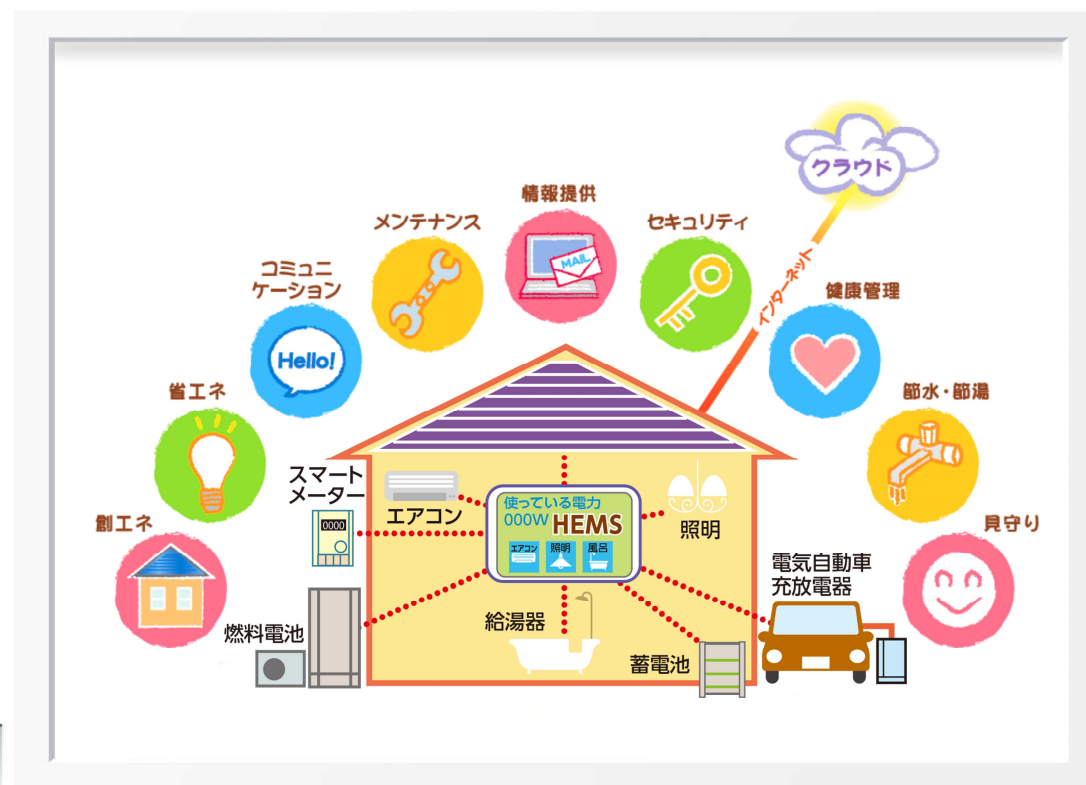 クラウド
インターネット
情報提供
MAIL
メンテナンス
セキュリティ
コミュニ
ケーション
Hello!
健康管理
省エネ
節水・節湯
創エネ
見守り
スマート
メーター
0000
エアコン
使っている電力
000W HEMS
エアコン
照明
風呂
照明
電気自動車
充放電器
燃料電池
給湯器
蓄電池